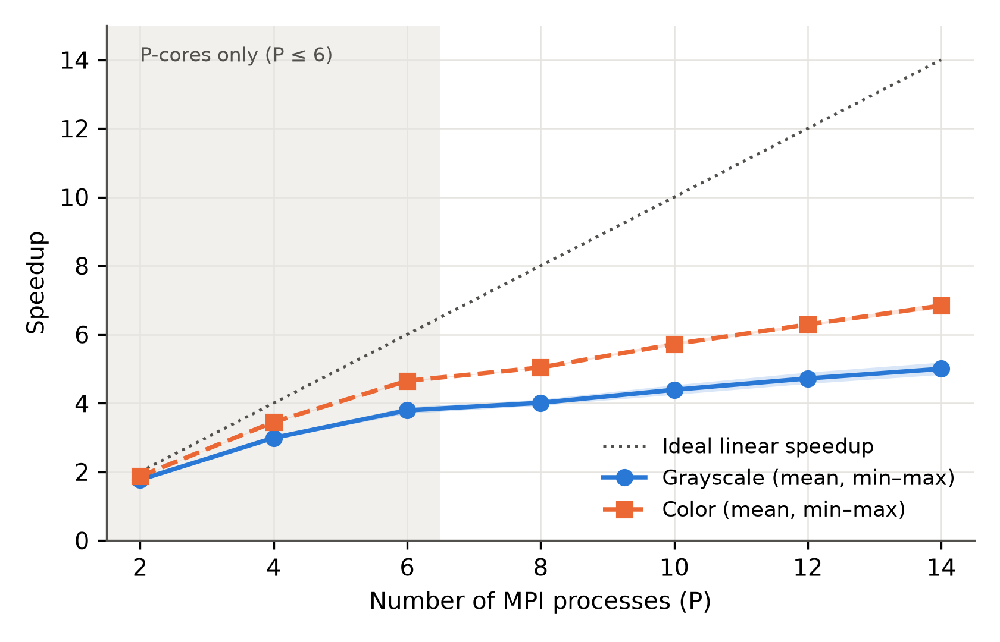 P-cores only (P ≤ 6)
14
12
10
8
6
4
2
0
Speedup
Ideal linear speedup
Grayscale (mean, min–max)
Color (mean, min–max)
2 4 6 8 10 12 14
Number of MPI processes (P)